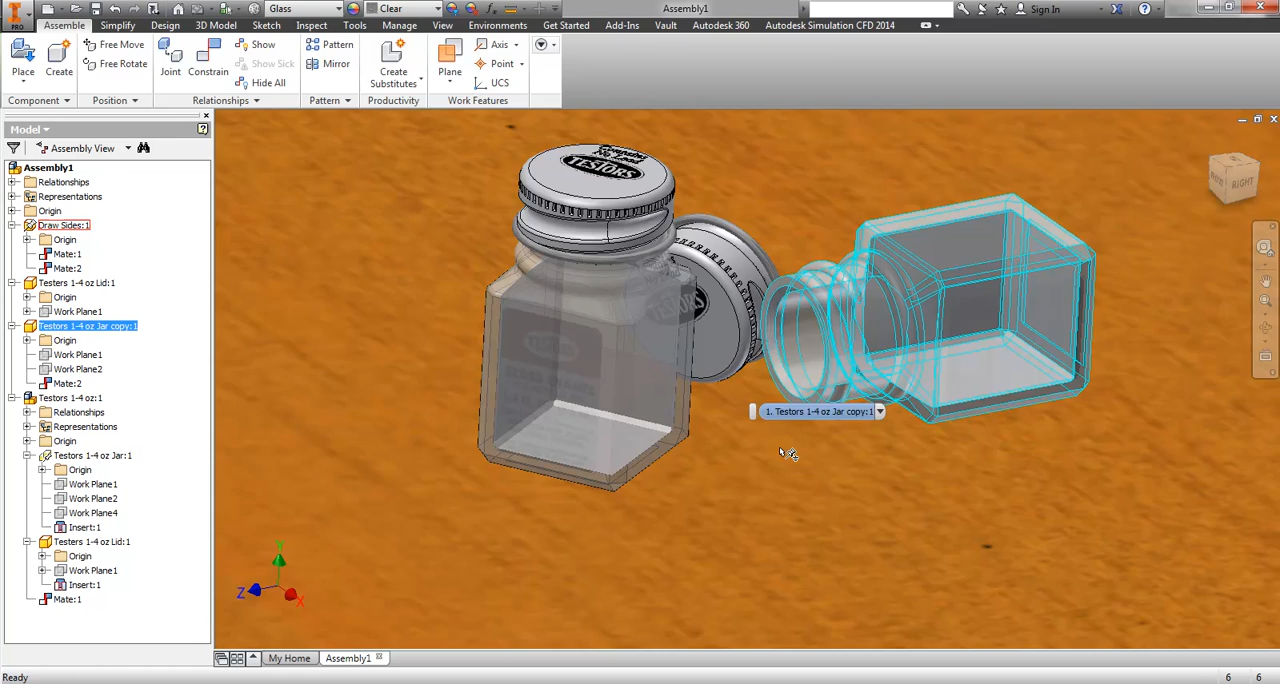 PRO
Glass
Clear
Assembly1
Sign In
Assemble Simplify Design 3D Model Sketch Inspect Tools Manage View Environments Get Started Add-Ins Vault Autodesk 360 Autodesk Simulation CFD 2014
Place
Create
Free Move
Free Rotate
Joint
Constrain
Show
Show Sick
Hide All
Pattern
Mirror
Create
Substitutes
Plane
Axis
Point
UCS
Component Position Relationships Pattern Productivity Work Features
Model
Assembly View
Assembly1
Relationships
Representations
Origin
Draw Sides:1
Origin
Mate:1
Mate:2
Testers 1-4 oz Lid:1
Origin
Work Plane1
Testors 1-4 oz Jar copy:1
Origin
Work Plane1
Work Plane2
Mate:2
Testors 1-4 oz:1
Relationships
Representations
Origin
Testors 1-4 oz Jar:1
Origin
Work Plane1
Work Plane2
Work Plane4
Insert:1
Testers 1-4 oz Lid:1
Origin
Work Plane1
Insert:1
Mate:1
TESTORS
RIGHT
1. Testors 1-4 oz Jar copy:1
Y
Z
X
My Home
Assembly1
Ready
6 6